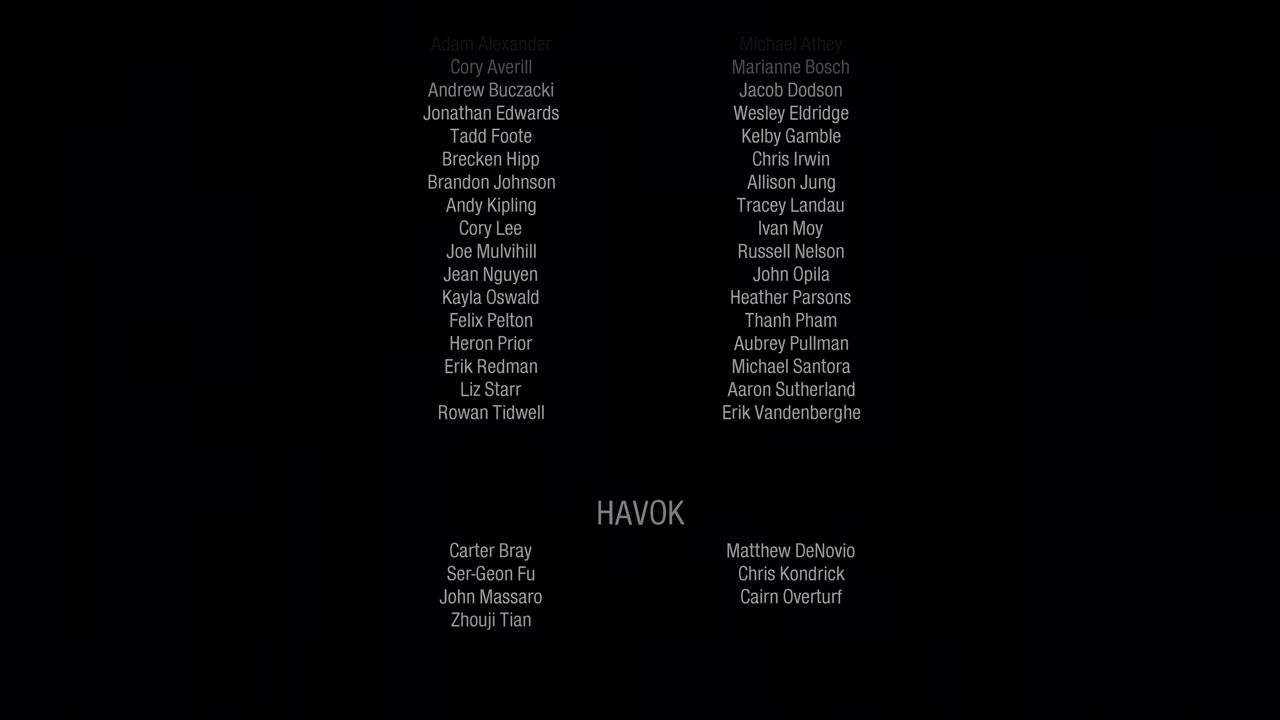 Adam Alexander Michael Athey
Cory Averill Marianne Bosch
Andrew Buczacki Jacob Dodson
Jonathan Edwards Wesley Eldridge
Tadd Foote Kelby Gamble
Brecken Hipp Chris Irwin
Brandon Johnson Allison Jung
Andy Kipling Tracey Landau
Cory Lee Ivan Moy
Joe Mulvihill Russell Nelson
Jean Nguyen John Opila
Kayla Oswald Heather Parsons
Felix Pelton Thanh Pham
Heron Prior Aubrey Pullman
Erik Redman Michael Santora
Liz Starr Aaron Sutherland
Rowan Tidwell Erik Vandenberghe
HAVOK
Carter Bray Matthew DeNovio
Ser-Geon Fu Chris Kondrick
John Massaro Cairn Overturf
Zhouji Tian